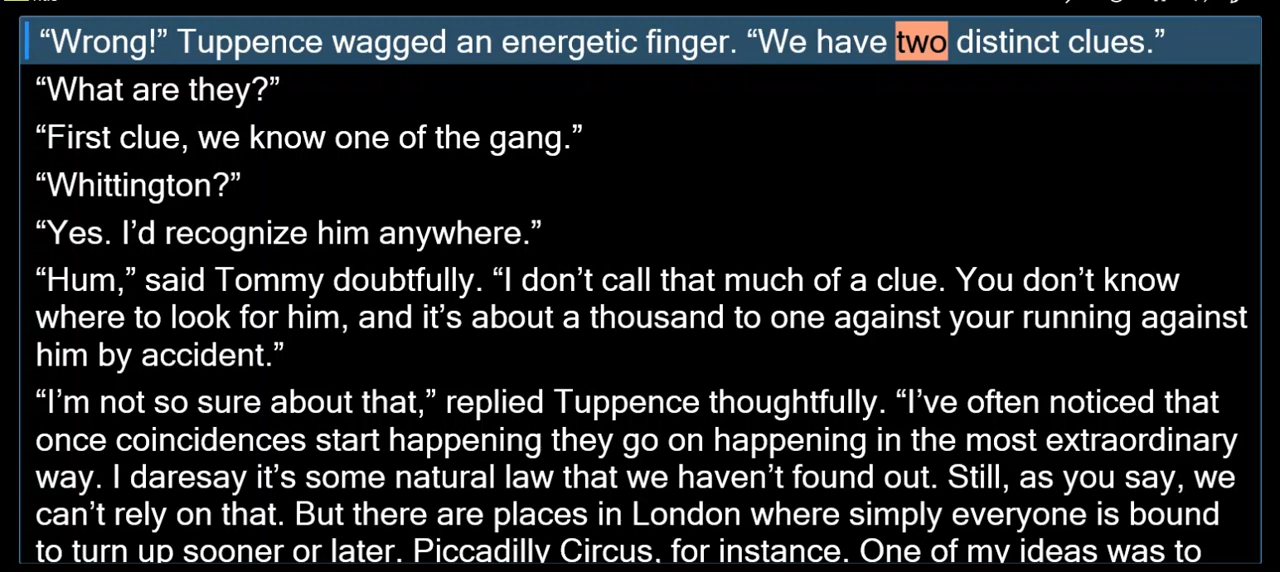 “Wrong!” Tuppence wagged an energetic finger. “We have two distinct clues.”
“What are they?”
“First clue, we know one of the gang.”
“Whittington?”
“Yes. I’d recognize him anywhere.”
“Hum,” said Tommy doubtfully. “I don’t call that much of a clue. You don’t know
where to look for him, and it’s about a thousand to one against your running against
him by accident.”
“I’m not so sure about that,” replied Tuppence thoughtfully. “I’ve often noticed that
once coincidences start happening they go on happening in the most extraordinary
way. I daresay it’s some natural law that we haven’t found out. Still, as you say, we
can’t rely on that. But there are places in London where simply everyone is bound
to turn up sooner or later. Piccadilly Circus, for instance. One of my ideas was to